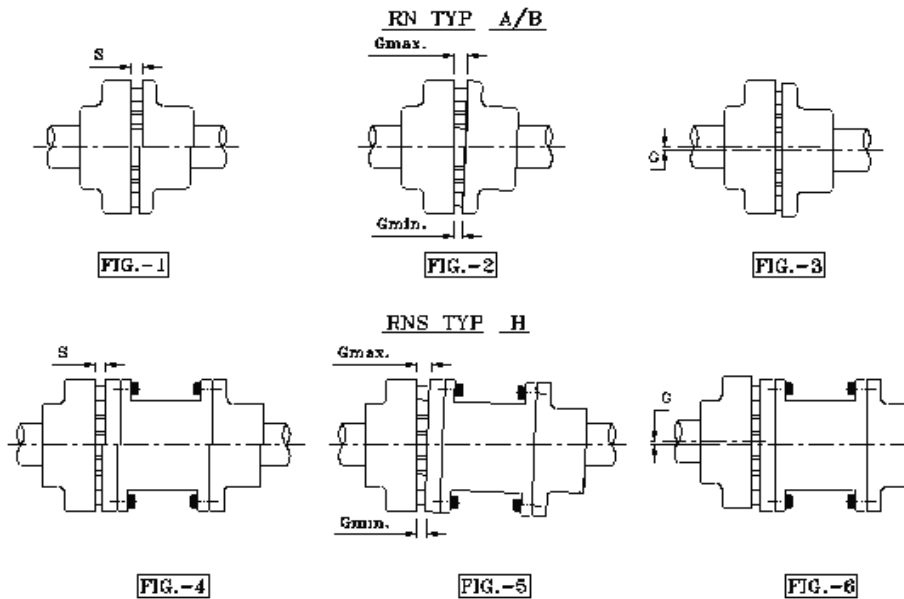 RN TYP A/B
S
Gmax.
G
Gmin.
FIG.-1
FIG.-2
FIG.-3
RNS TYP H
S
Gmax.
G
Gmin.
FIG.-4
FIG.-5
FIG.-6